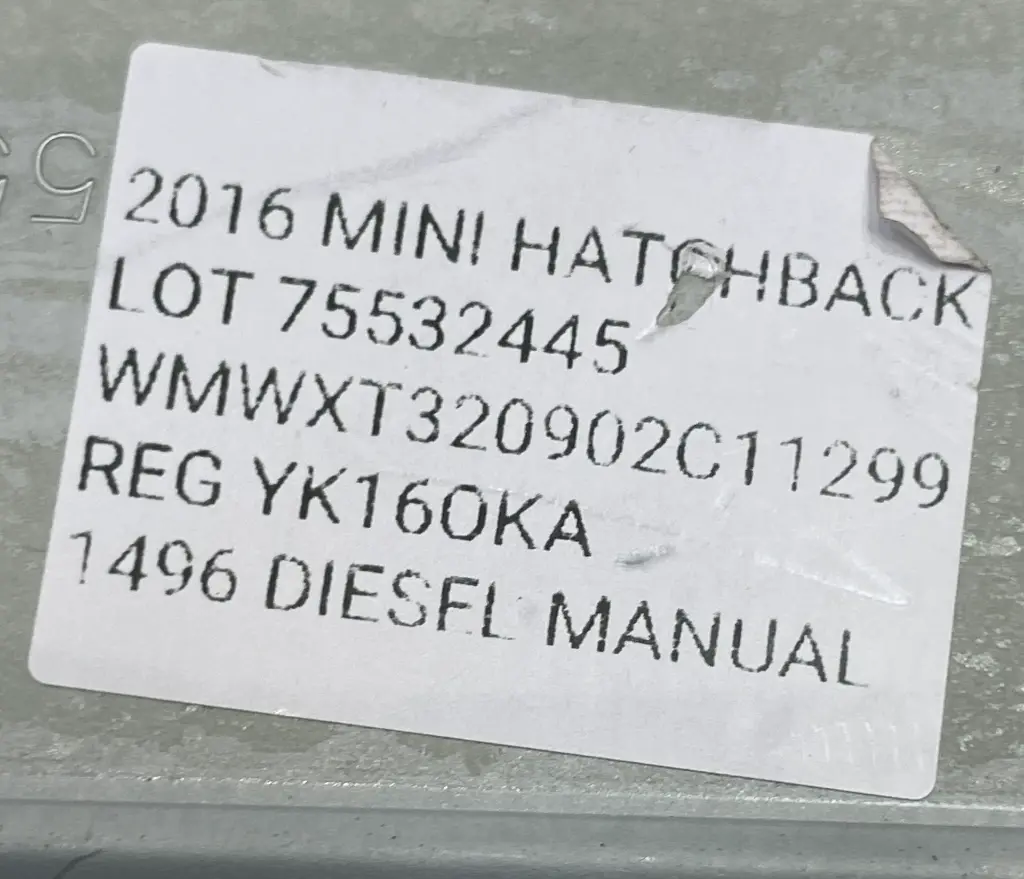 2016 MINI HATCHBACK
LOT 75532445
WMWXT320902C11299
REG YK16OKA
1496 DIESEL MANUAL